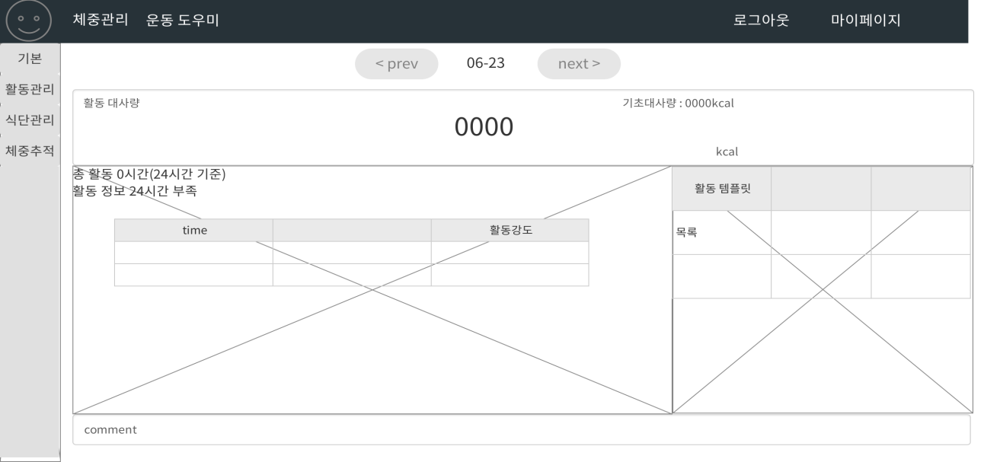 체중관리 운동 도우미 로그아웃 마이페이지
기본
활동관리
식단관리
체중추적
< prev 06-23 next >
활동 대사량 기초대사량 : 0000kcal
0000
kcal
총 활동 0시간(24시간 기준)
활동 정보 24시간 부족
time 활동강도
활동 템플릿
목록
comment